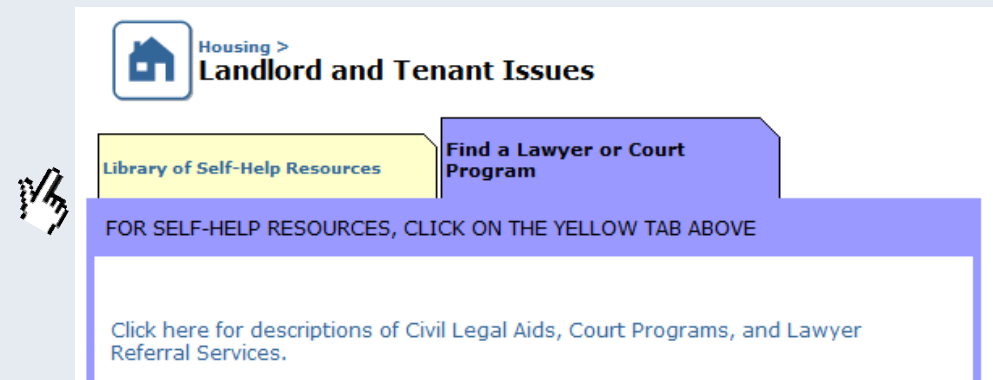 Housing >
Landlord and Tenant Issues
Library of Self-Help Resources
Find a Lawyer or Court
Program
FOR SELF-HELP RESOURCES, CLICK ON THE YELLOW TAB ABOVE
Click here for descriptions of Civil Legal Aids, Court Programs, and Lawyer
Referral Services.